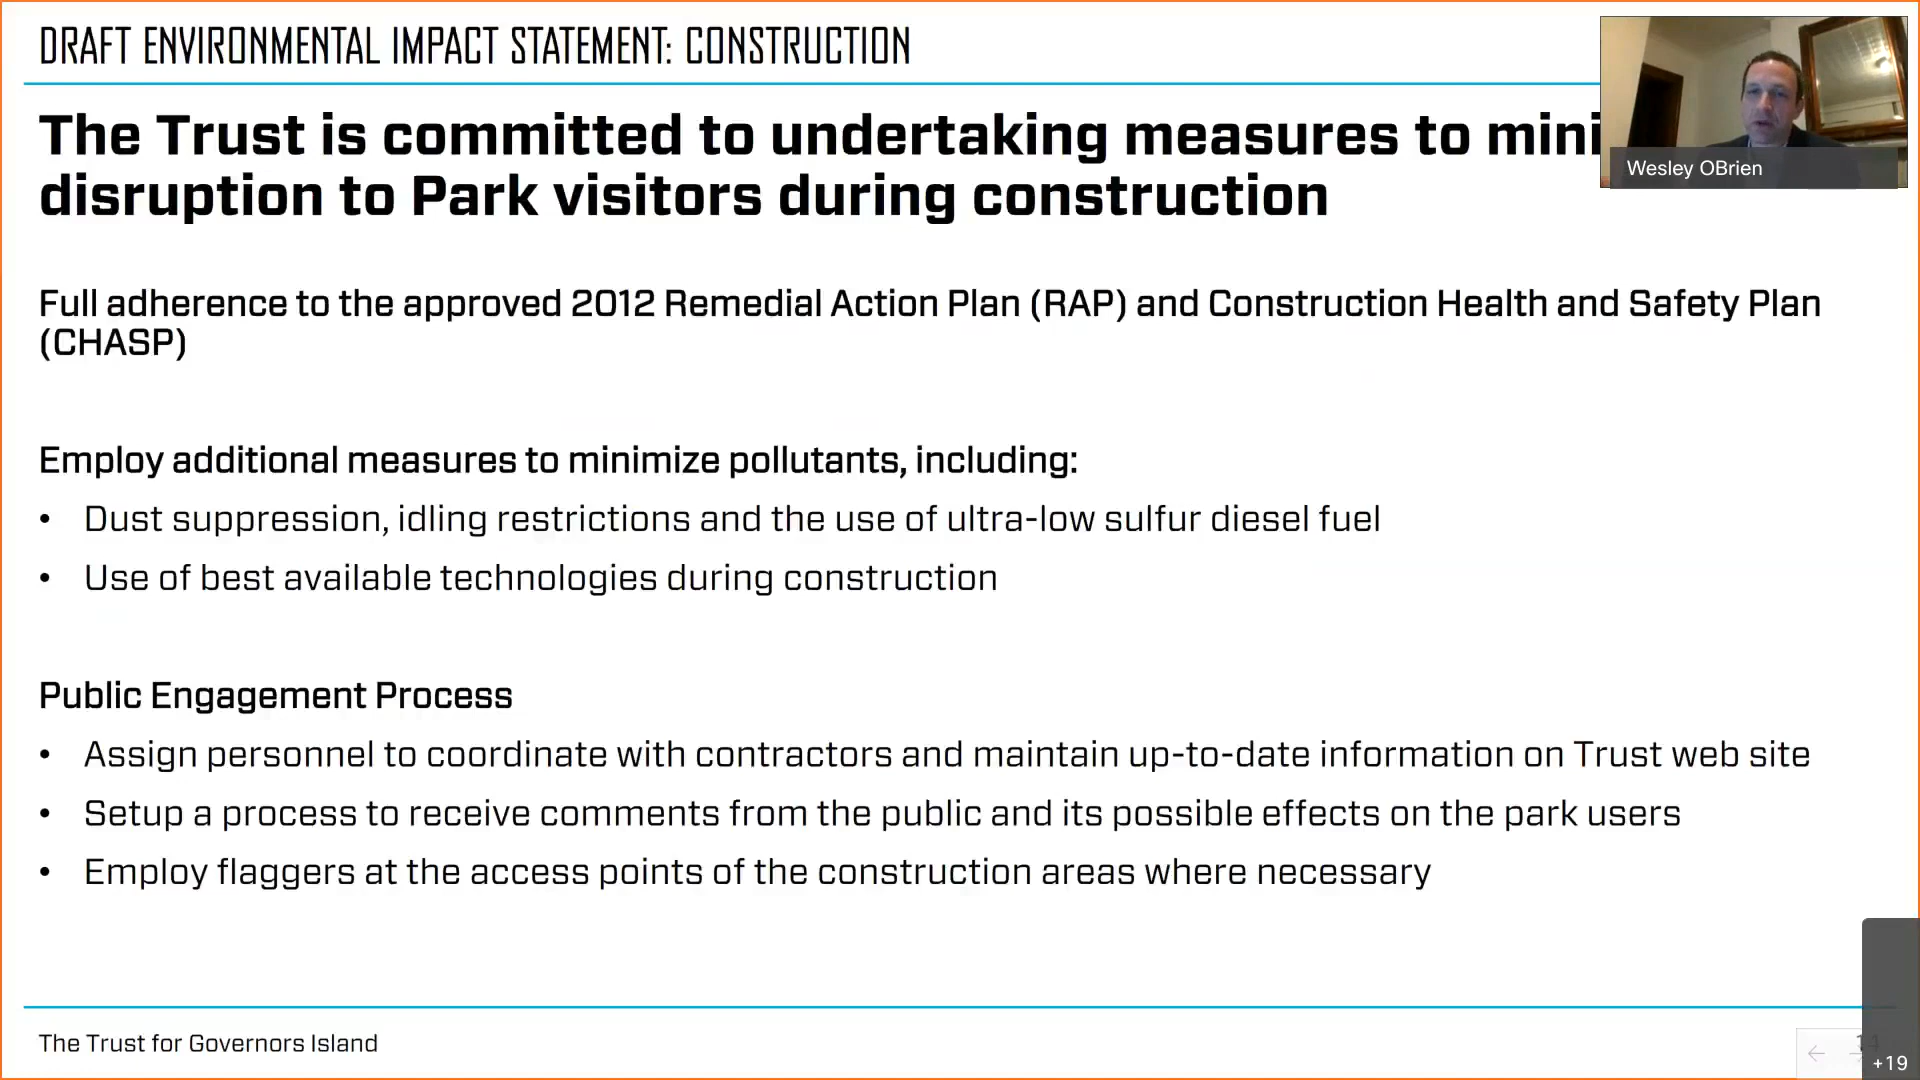 DRAFT ENVIRONMENTAL IMPACT STATEMENT: CONSTRUCTION
The Trust is committed to undertaking measures to mini
disruption to Park visitors during construction
Wesley OBrien
Full adherence to the approved 2012 Remedial Action Plan (RAP) and Construction Health and Safety Plan
(CHASP)
Employ additional measures to minimize pollutants, including:
• Dust suppression, idling restrictions and the use of ultra-low sulfur diesel fuel
• Use of best available technologies during construction
Public Engagement Process
• Assign personnel to coordinate with contractors and maintain up-to-date information on Trust web site
• Setup a process to receive comments from the public and its possible effects on the park users
• Employ flaggers at the access points of the construction areas where necessary
The Trust for Governors Island
+19